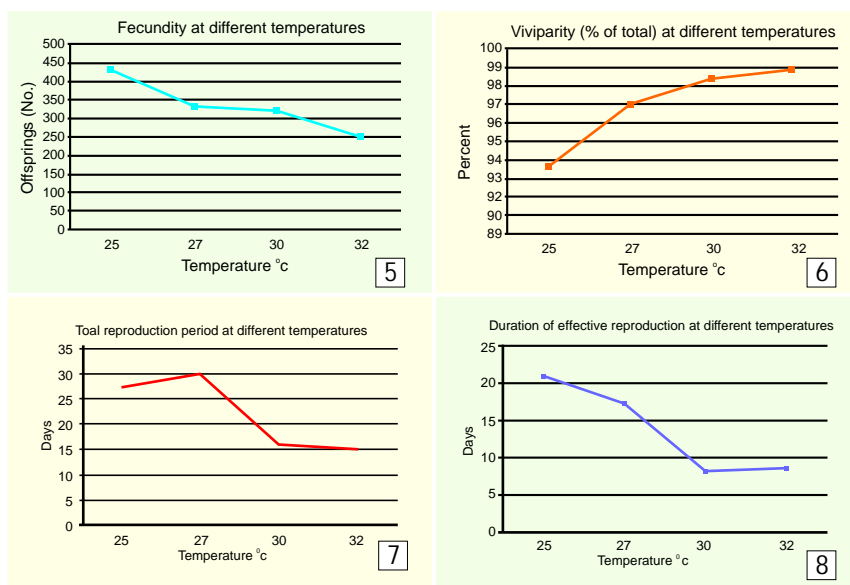 Fecundity at different temperatures
500
450
400
350
300
250
200
150
100
50
0
Offsprings (No.)
25 27 30 32
Temperature °c
5
Viviparity (% of total) at different temperatures
100
99
98
97
96
95
94
93
92
91
90
89
Percent
25 27 30 32
Temperature °c
6
Toal reproduction period at different temperatures
35
30
25
20
15
10
5
0
Days
25 27 30 32
Temperature °c
7
Duration of effective reproduction at different temperatures
25
20
15
10
5
0
Days
25 27 30 32
Temperature °c
8